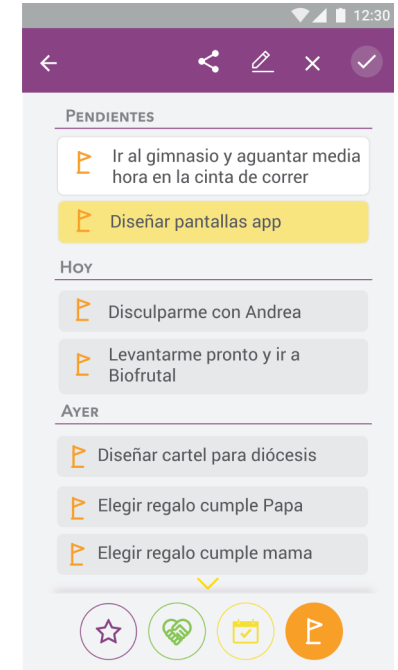 12:30
PENDIENTES
Ir al gimnasio y aguantar media
hora en la cinta de correr
Diseñar pantallas app
HOY
Disculparme con Andrea
Levantarme pronto y ir a
Biofrutal
AYER
Diseñar cartel para diócesis
Elegir regalo cumple Papa
Elegir regalo cumple mama